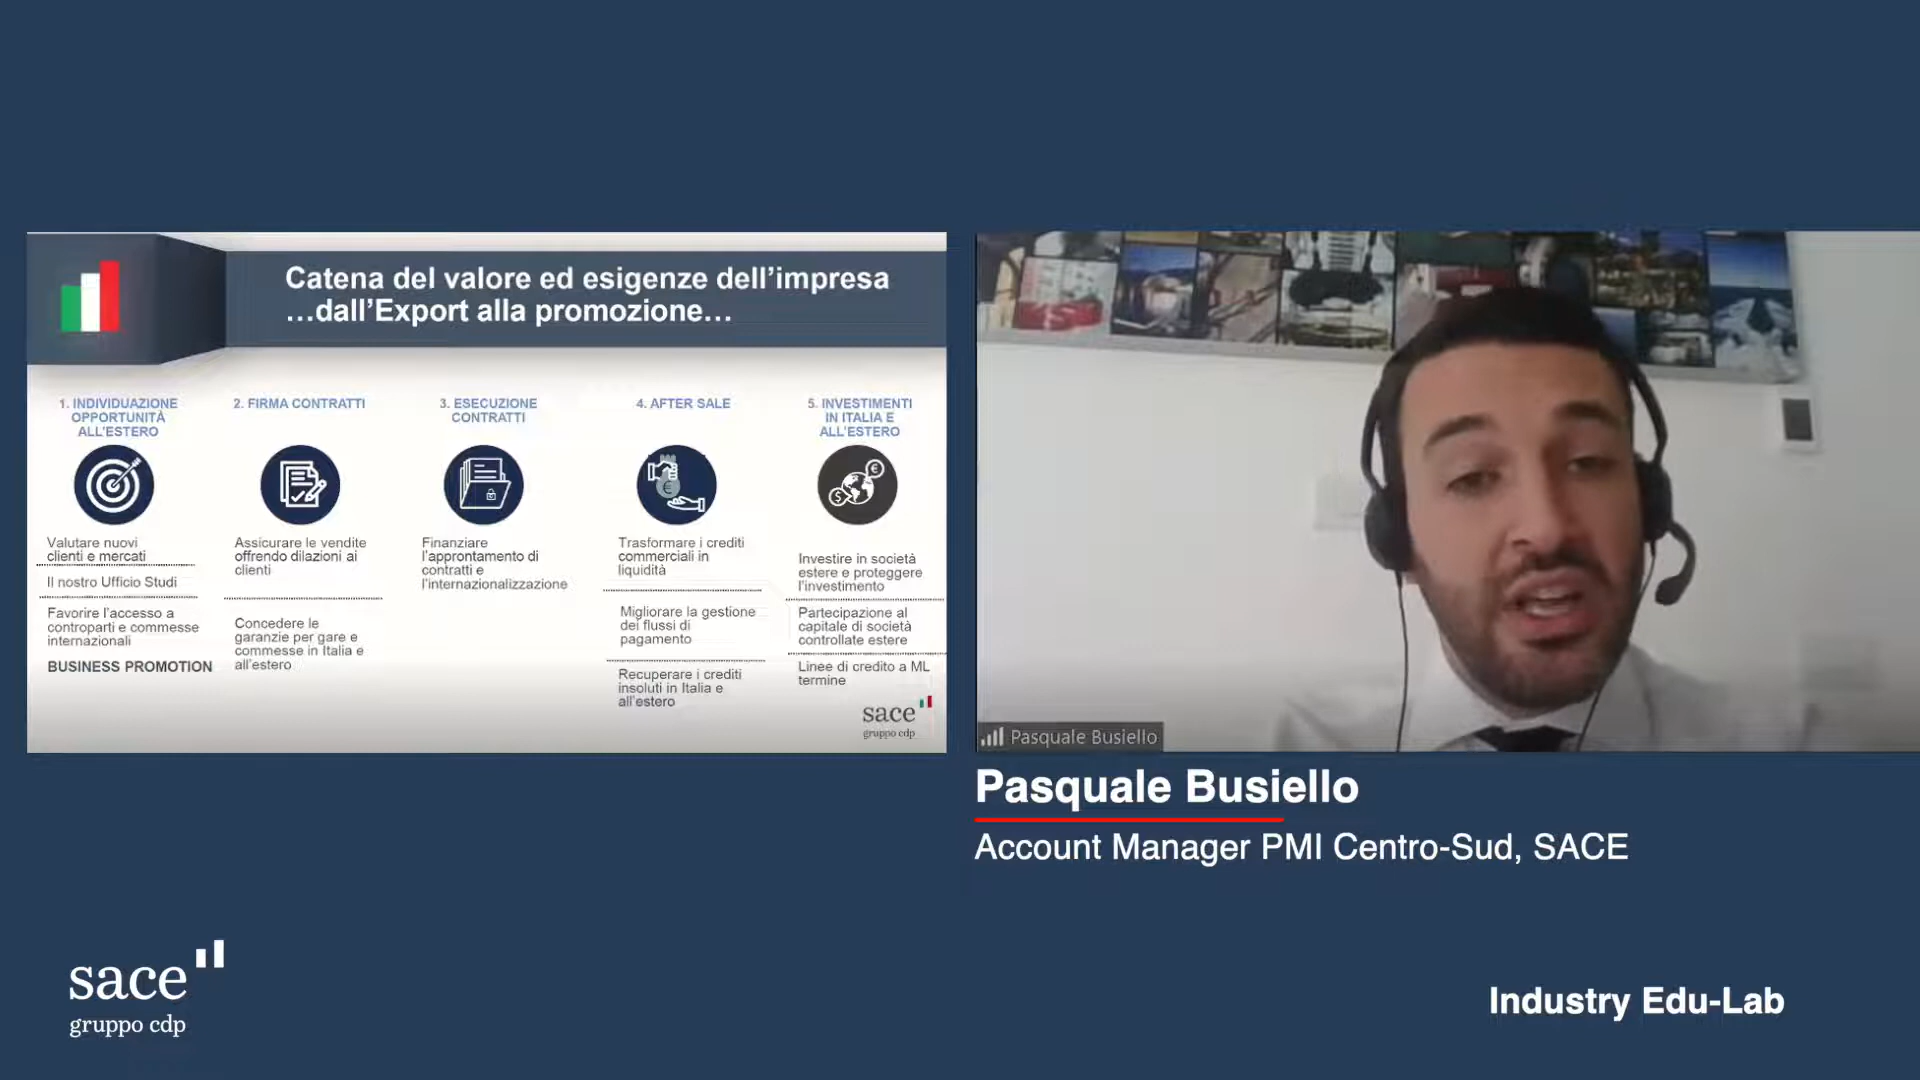 Catena del valore ed esigenze dell’impresa
…dall’Export alla promozione…
1. INDIVIDUAZIONE
OPPORTUNITÀ
ALL’ESTERO
Valutare nuovi
clienti e mercati
Il nostro Ufficio Studi
Favorire l’accesso a
controparti e commesse
internazionali
BUSINESS PROMOTION
2. FIRMA CONTRATTI
Assicurare le vendite
offrendo dilazioni ai
clienti
Concedere le
garanzie per gare e
commesse in Italia e
all’estero
3. ESECUZIONE
CONTRATTI
Finanziare
l’approntamento di
contratti e
l’internazionalizzazione
4. AFTER SALE
Trasformare i crediti
commerciali in
liquidità
Migliorare la gestione
dei flussi di
pagamento
Recuperare i crediti
insoluti in Italia e
all’estero
5. INVESTIMENTI
IN ITALIA E
ALL’ESTERO
Investire in società
estere e proteggere
l’investimento
Partecipazione al
capitale di società
controllate estere
Linee di credito a ML
termine
sace
gruppo cdp
Pasquale Busiello
Pasquale Busiello
Account Manager PMI Centro-Sud, SACE
sace
gruppo cdp
Industry Edu-Lab